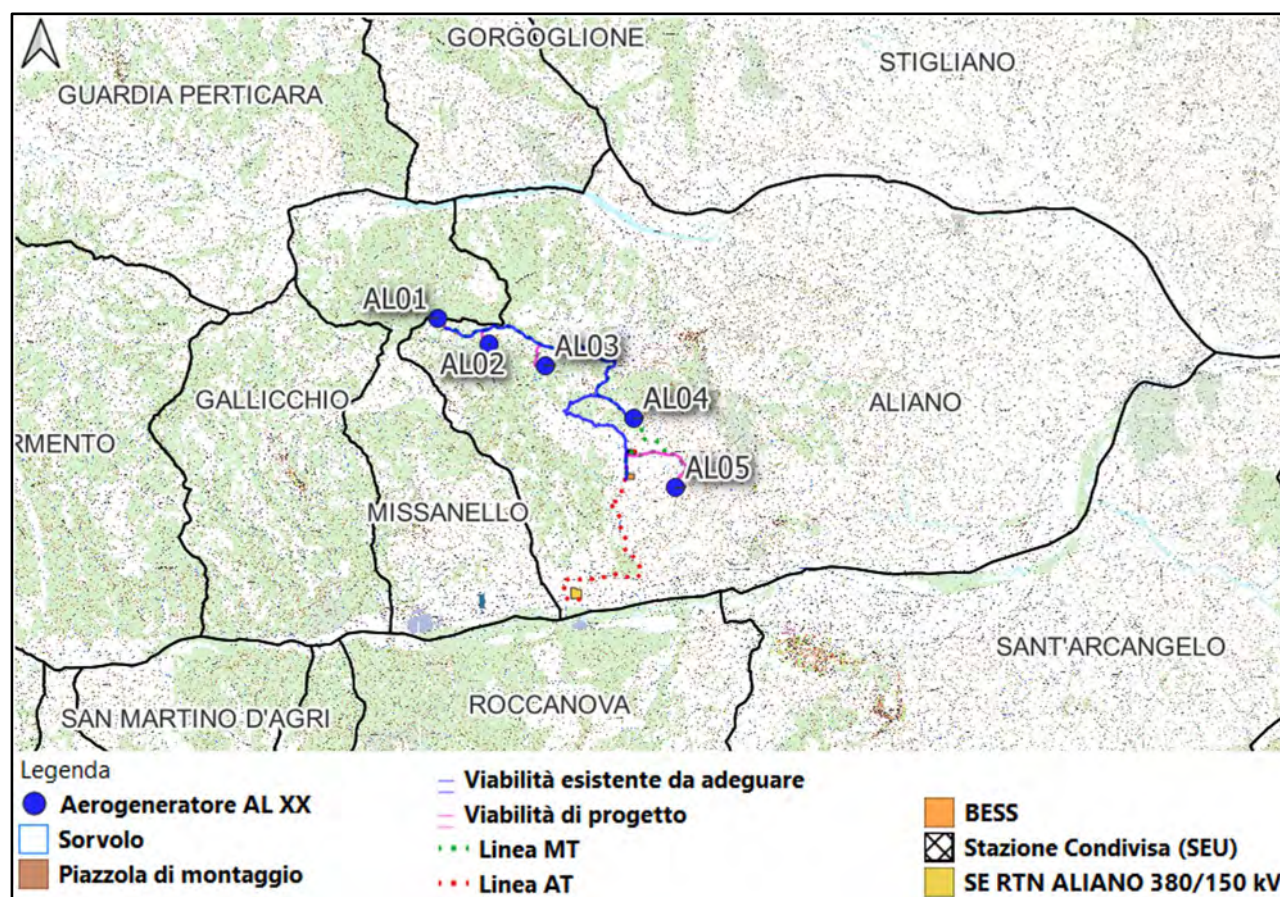 GORGOGLIONE
STIGLIANO
GUARDIA PERTICARA
AL01
AL02
AL03
GALLICCHIO
AL04
ALIANO
RMENTO
AL05
MISSANELLO
SANT'ARCANGELO
ROCCANOVA
SAN MARTINO D'AGRI
Legenda
Aerogeneratore AL XX
Sorvolo
Piazzola di montaggio
Viabilità esistente da adeguare
Viabilità di progetto
Linea MT
Linea AT
BESS
Stazione Condivisa (SEU)
SE RTN ALIANO 380/150 kV